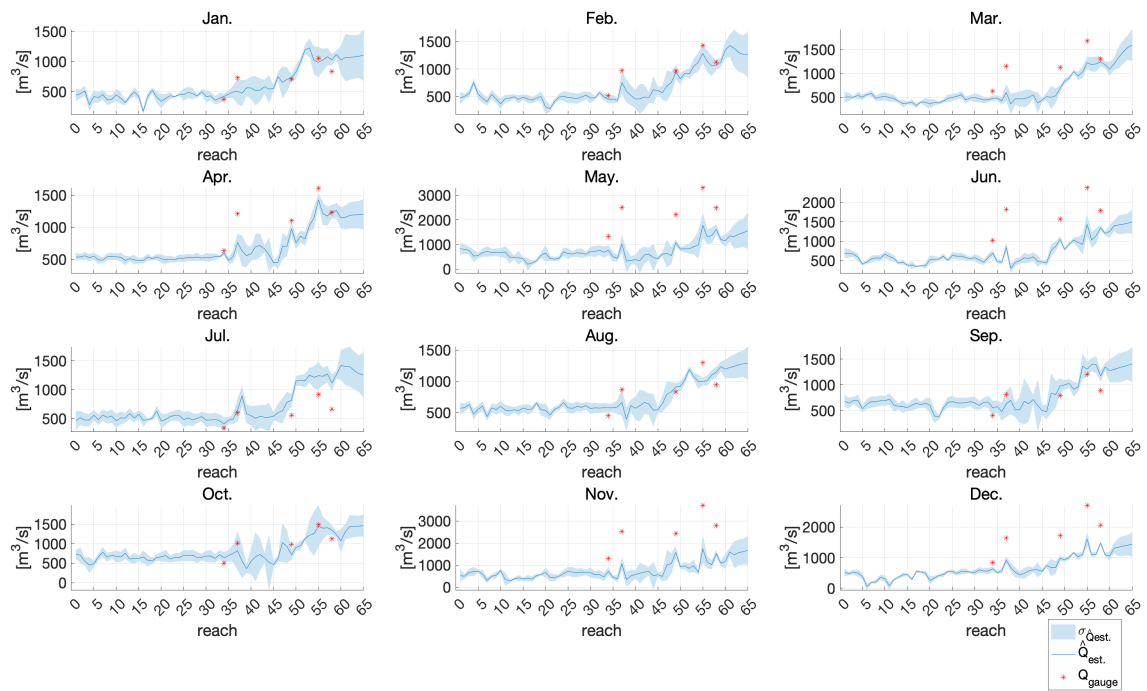 Jan. Feb. Mar.
[m³/s] 1500 1000 500 [m³/s] 1500 1000 500 [m³/s] 1500 1000 500
0 5 10 15 20 25 30 35 40 45 50 55 60 65 0 5 10 15 20 25 30 35 40 45 50 55 60 65 0 5 10 15 20 25 30 35 40 45 50 55 60 65
reach reach reach
Apr. May. Jun.
[m³/s] 1500 1000 500 [m³/s] 3000 2000 1000 0 [m³/s] 2000 1500 1000 500
0 5 10 15 20 25 30 35 40 45 50 55 60 65 0 5 10 15 20 25 30 35 40 45 50 55 60 65 0 5 10 15 20 25 30 35 40 45 50 55 60 65
reach reach reach
Jul. Aug. Sep.
[m³/s] 1500 1000 500 [m³/s] 1500 1000 500 [m³/s] 1500 1000 500
0 5 10 15 20 25 30 35 40 45 50 55 60 65 0 5 10 15 20 25 30 35 40 45 50 55 60 65 0 5 10 15 20 25 30 35 40 45 50 55 60 65
reach reach reach
Oct. Nov. Dec.
[m³/s] 1500 1000 500 0 [m³/s] 3000 2000 1000 0 [m³/s] 2000 1000 0
0 5 10 15 20 25 30 35 40 45 50 55 60 65 0 5 10 15 20 25 30 35 40 45 50 55 60 65 0 5 10 15 20 25 30 35 40 45 50 55 60 65
reach reach reach
σ Q̂est.
Q̂ est.
Q gauge